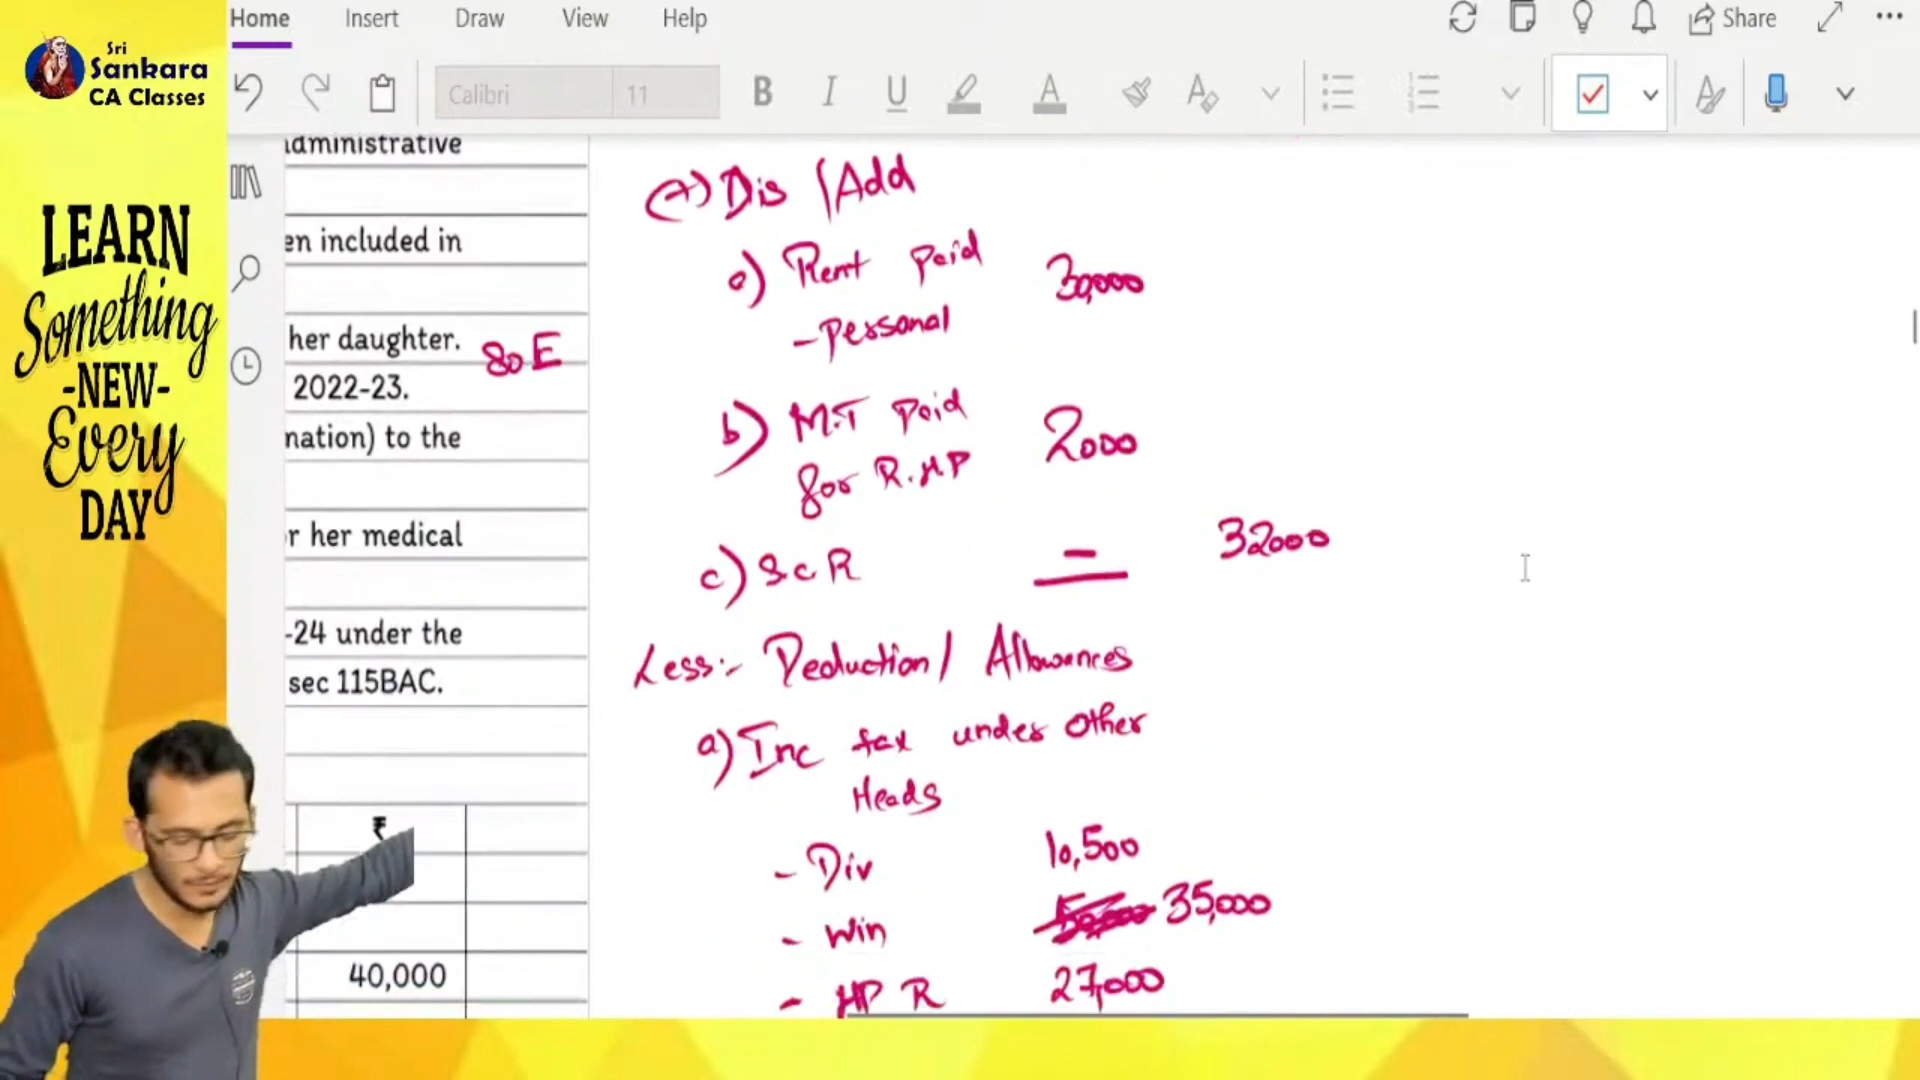 Home Insert Draw View Help
Share
Calibri 11
B I U A
Sri
Sankara
CA Classes
LEARN
Something
-NEW-
Every
DAY
administrative
en included in
her daughter. 80E
2022-23.
nation) to the
r her medical
-24 under the
sec 115BAC.
₹
40,000
(A) Dis / Add
a) Rent Paid 30,000
- Personal
b) M.T Paid 2000
for R.H.P
c) ScR — 32000
Less:- Deduction / Allowances
a) Inc tax under Other
Heads
- Div 10,500
- Win 35,000
- HP R 27,000